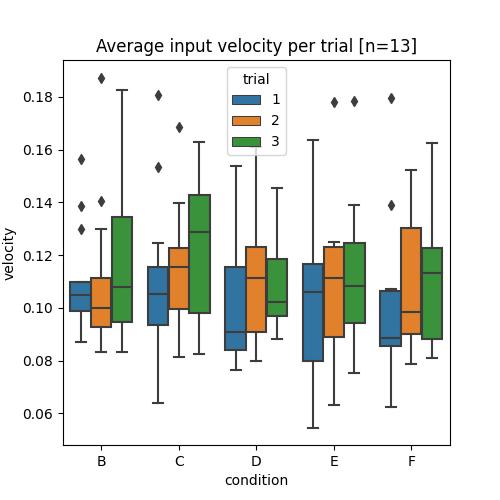 Average input velocity per trial [n=13]
trial
1
2
3
0.18
0.16
0.14
0.12
0.10
0.08
0.06
velocity
B C D E F
condition